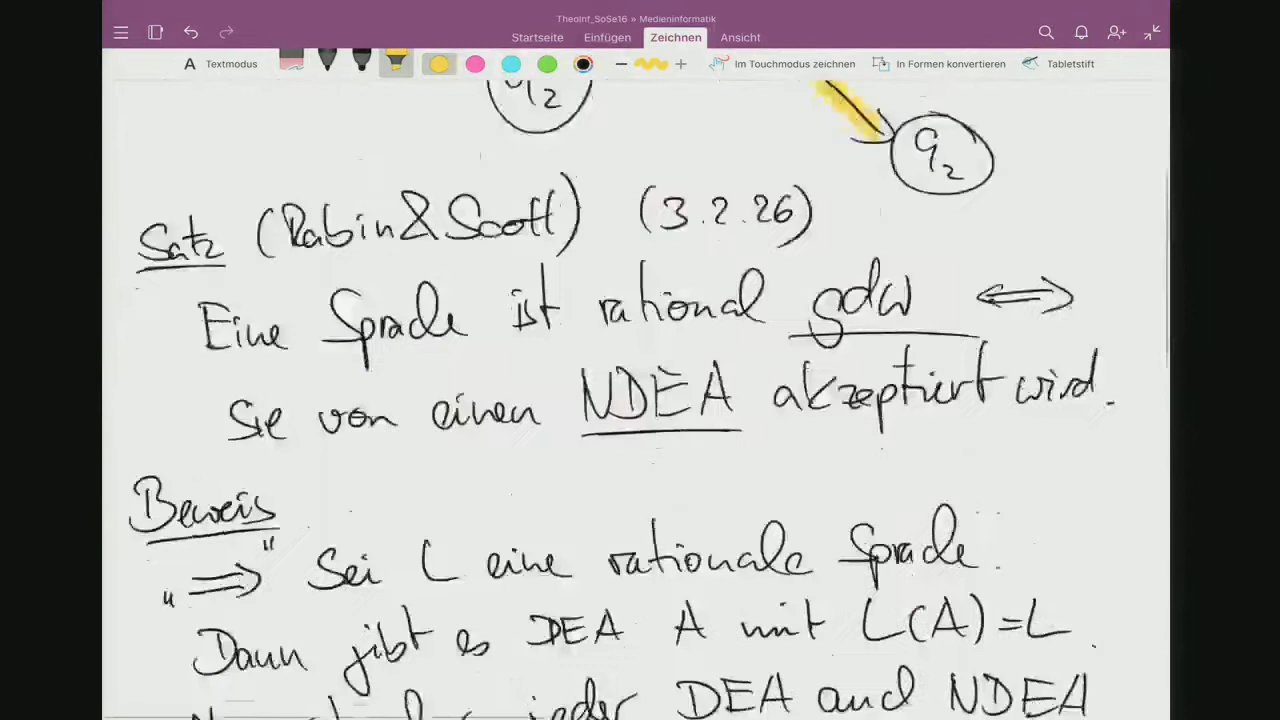 TheoInf_SoSe16 » Medieninformatik
Startseite Einfügen Zeichnen Ansicht
A Textmodus Im Touchmodus zeichnen In Formen konvertieren Tabletstift
q2
q2
Satz (Rabin&Scott) (3.2.26)
Eine Sprache ist rational gdw ⟺
sie von einen NDEA akzeptiert wird.
Beweis
„⟹" Sei L eine rationale Sprache.
Dann gibt es DEA A mit L(A)=L.
jeder DEA auch NDEA